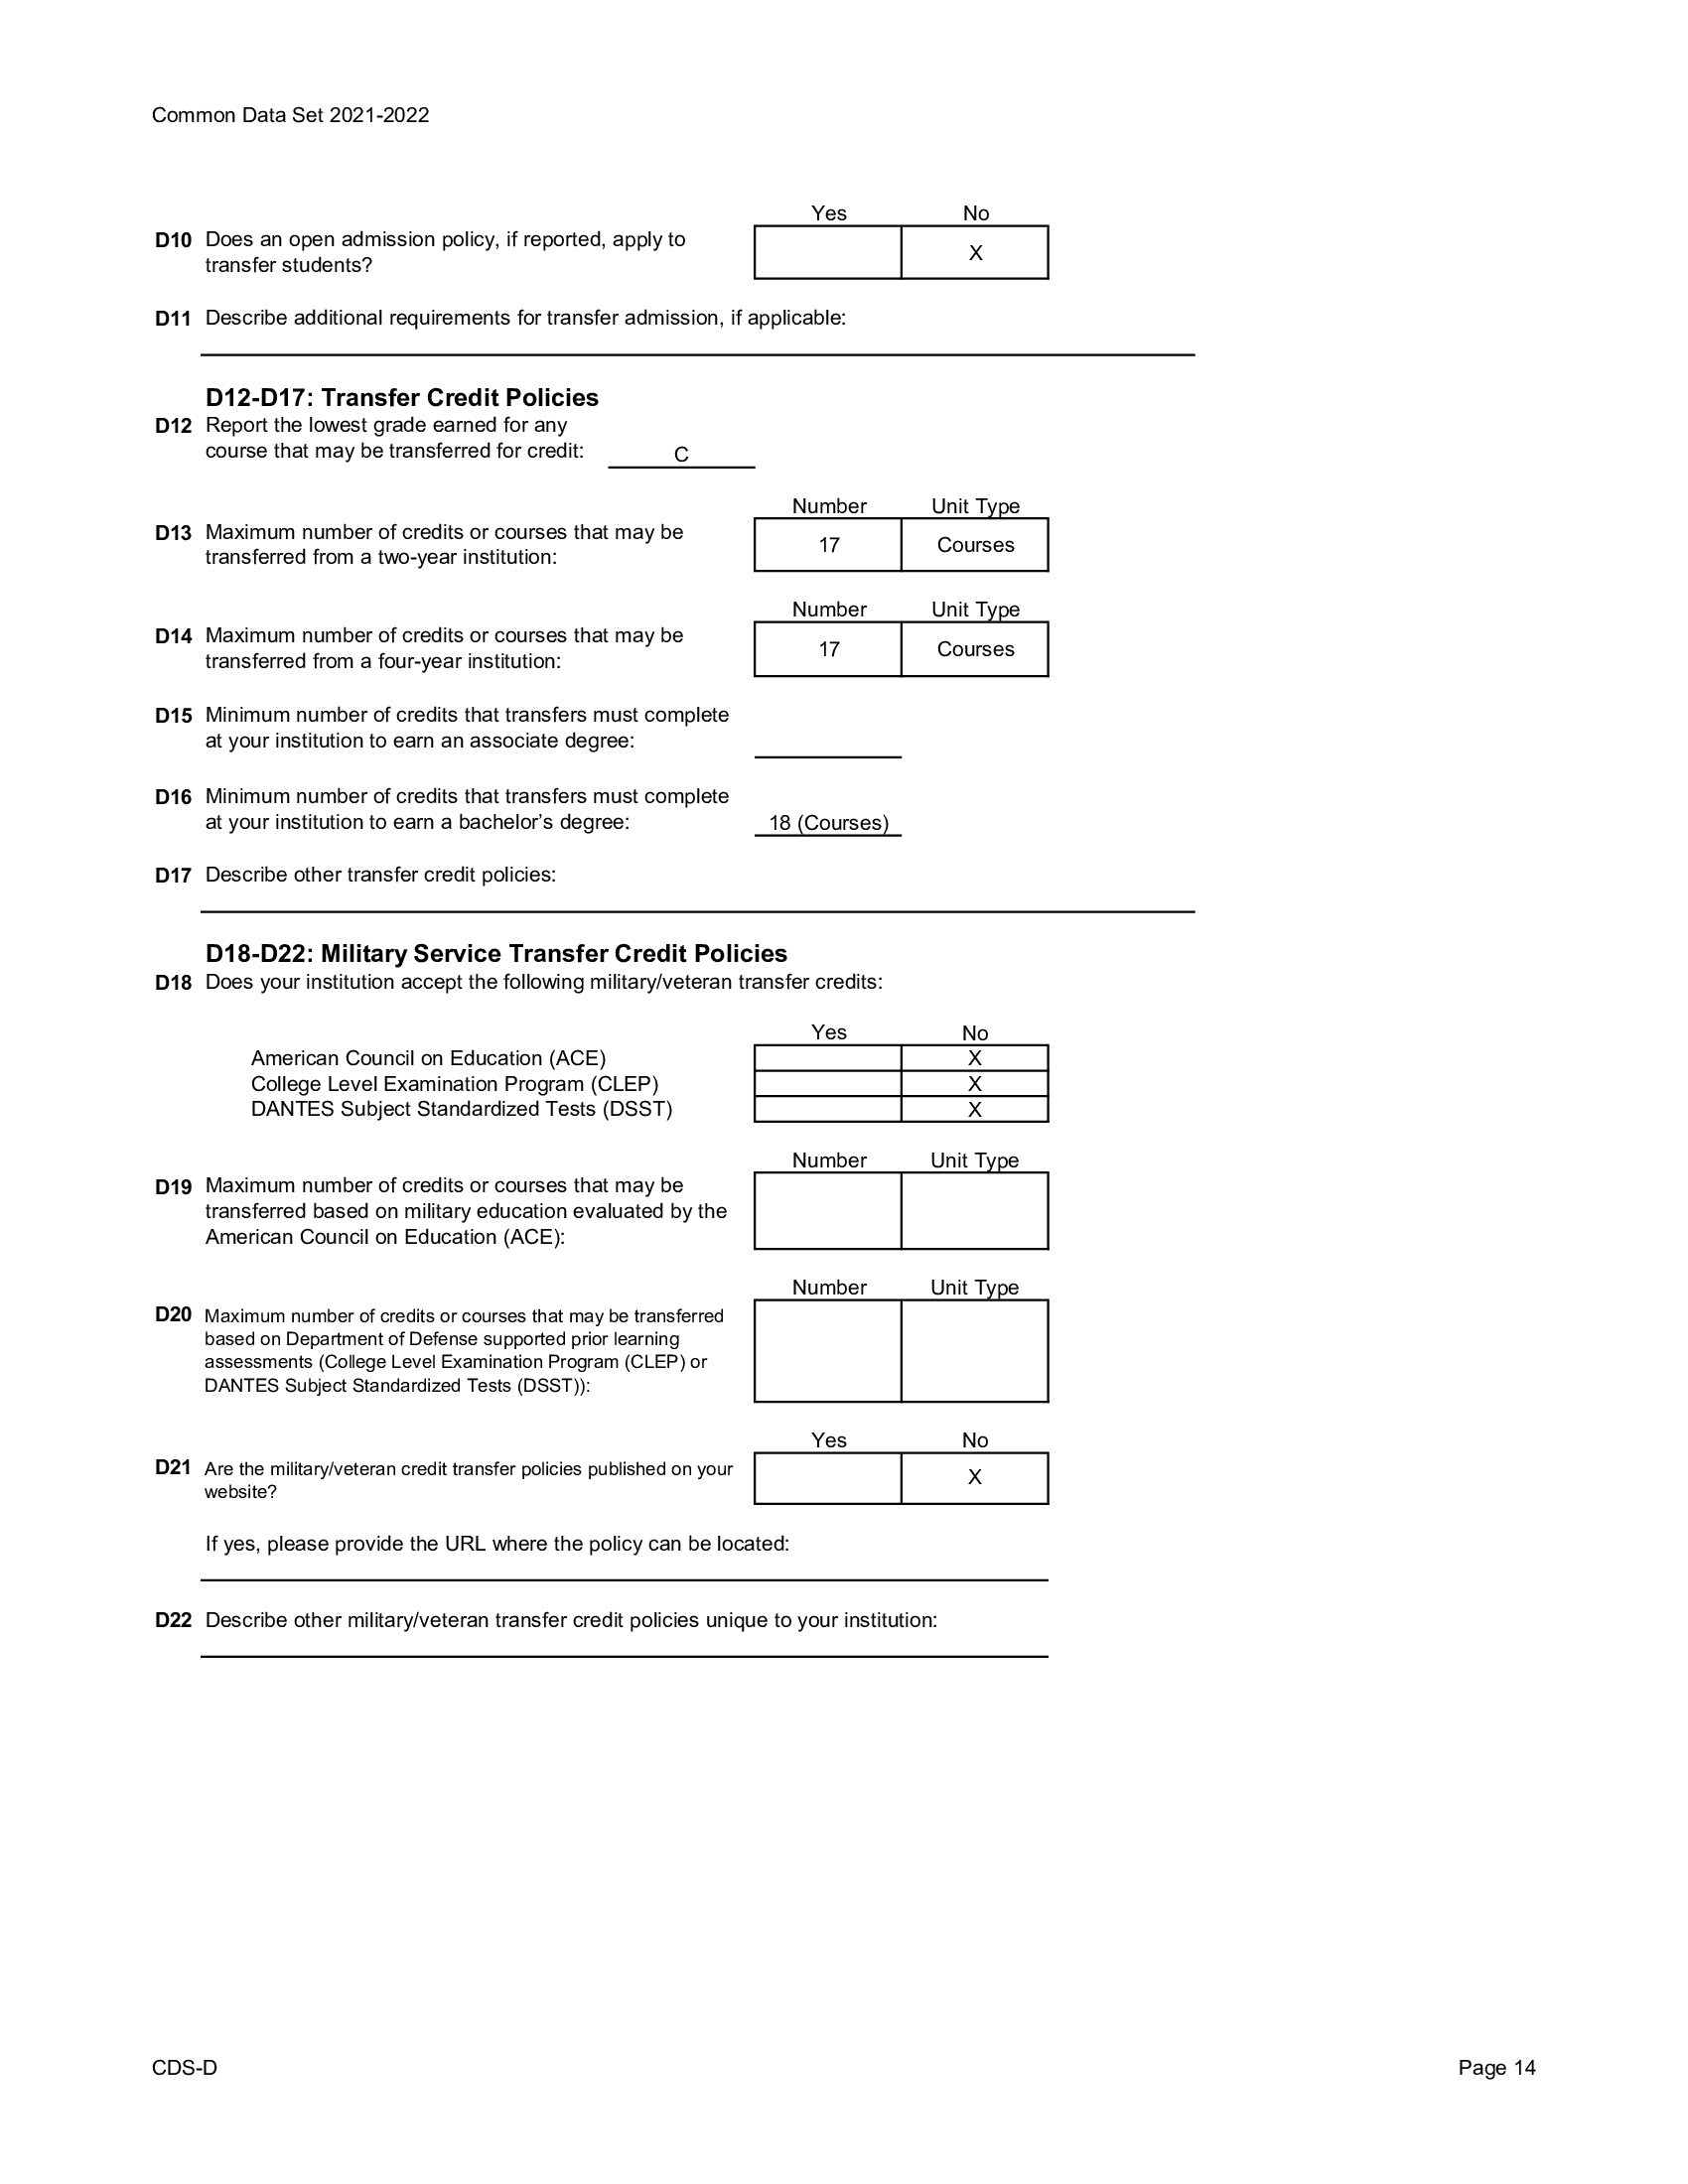 Common Data Set 2021-2022
Yes No
D10 Does an open admission policy, if reported, apply to
transfer students?
X
D11 Describe additional requirements for transfer admission, if applicable:
D12-D17: Transfer Credit Policies
D12 Report the lowest grade earned for any
course that may be transferred for credit: C
Number Unit Type
D13 Maximum number of credits or courses that may be
transferred from a two-year institution:
17 Courses
Number Unit Type
D14 Maximum number of credits or courses that may be
transferred from a four-year institution:
17 Courses
D15 Minimum number of credits that transfers must complete
at your institution to earn an associate degree:
D16 Minimum number of credits that transfers must complete
at your institution to earn a bachelor’s degree: 18 (Courses)
D17 Describe other transfer credit policies:
D18-D22: Military Service Transfer Credit Policies
D18 Does your institution accept the following military/veteran transfer credits:
Yes No
American Council on Education (ACE) X
College Level Examination Program (CLEP) X
DANTES Subject Standardized Tests (DSST) X
Number Unit Type
D19 Maximum number of credits or courses that may be
transferred based on military education evaluated by the
American Council on Education (ACE):
Number Unit Type
D20 Maximum number of credits or courses that may be transferred
based on Department of Defense supported prior learning
assessments (College Level Examination Program (CLEP) or
DANTES Subject Standardized Tests (DSST)):
Yes No
D21 Are the military/veteran credit transfer policies published on your
website?
X
If yes, please provide the URL where the policy can be located:
D22 Describe other military/veteran transfer credit policies unique to your institution:
CDS-D Page 14